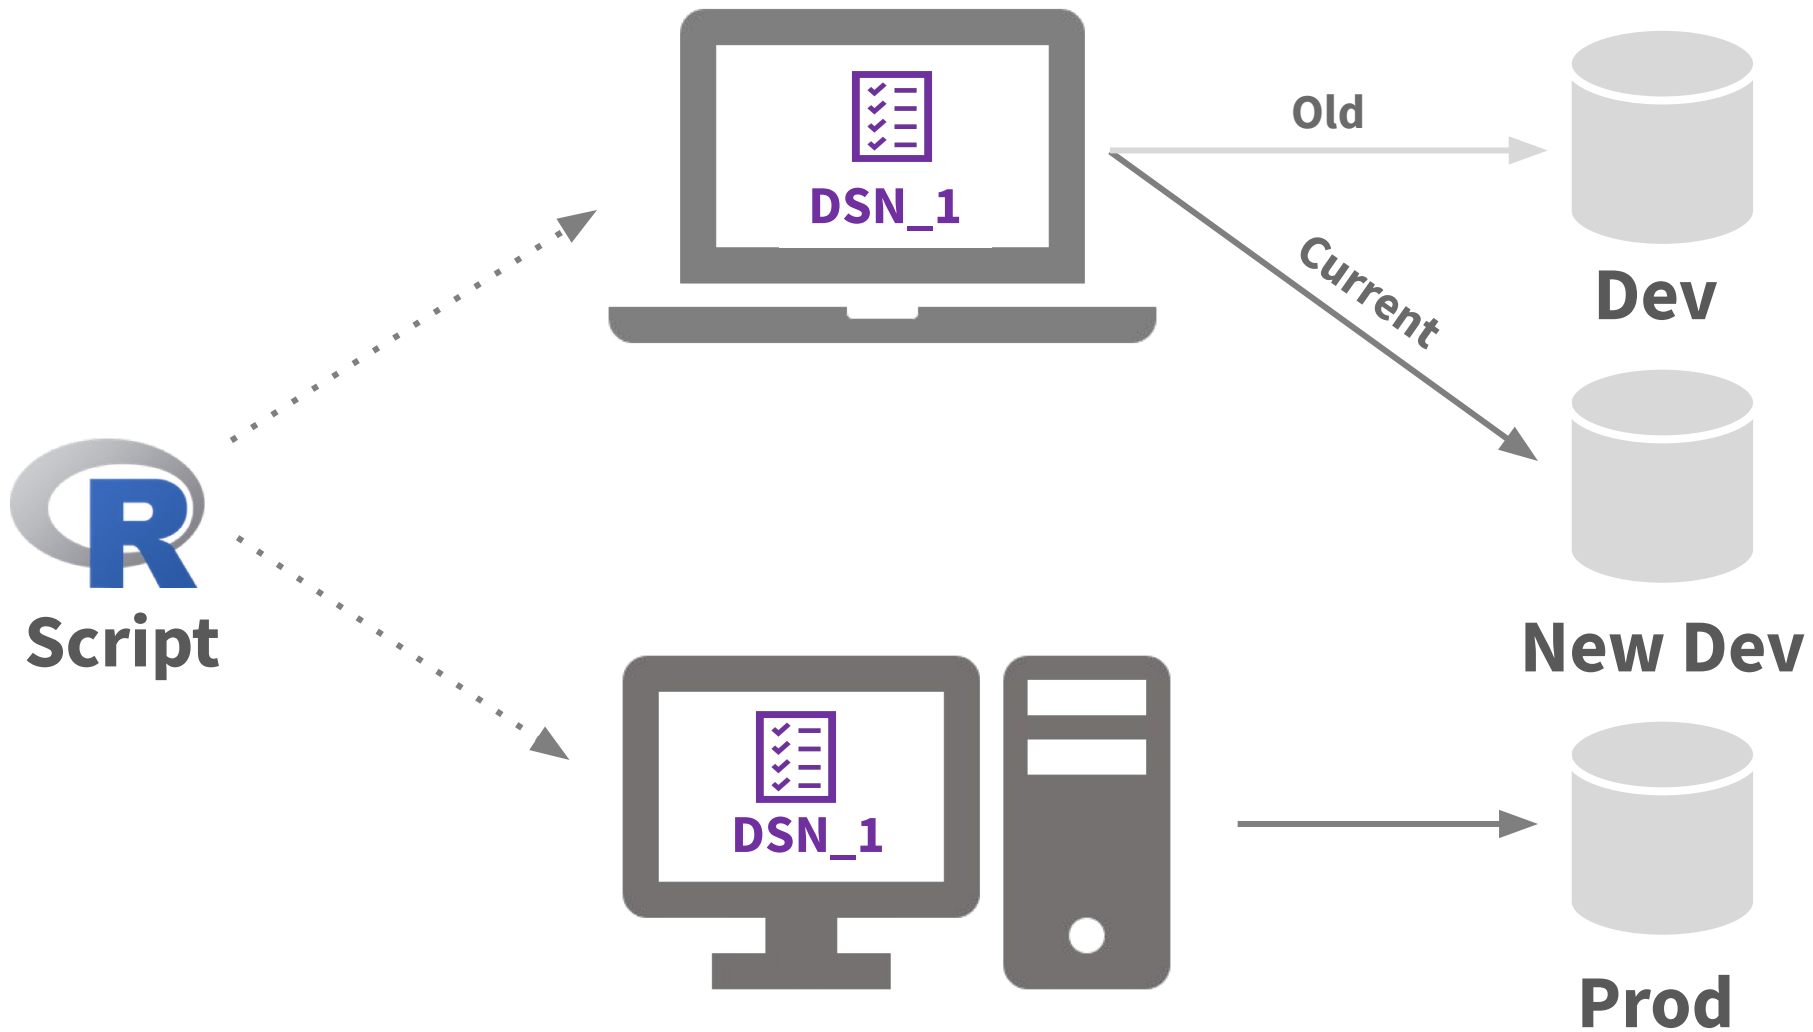 DSN_1
Old
Current
Dev
R
Script
New Dev
DSN_1
Prod